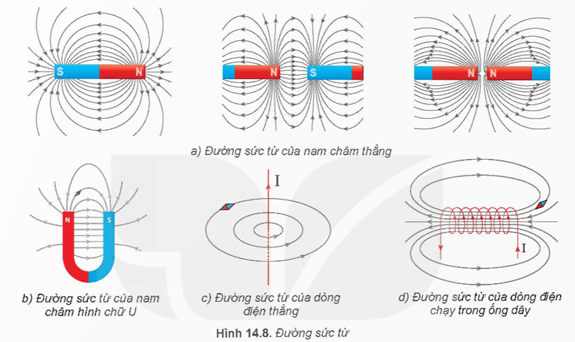 S N
N S
N N
a) Đường sức từ của nam châm thẳng
N S
I
I
b) Đường sức từ của nam
châm hình chữ U
c) Đường sức từ của dòng
điện thẳng
d) Đường sức từ của dòng điện
chạy trong ống dây
Hình 14.8. Đường sức từ